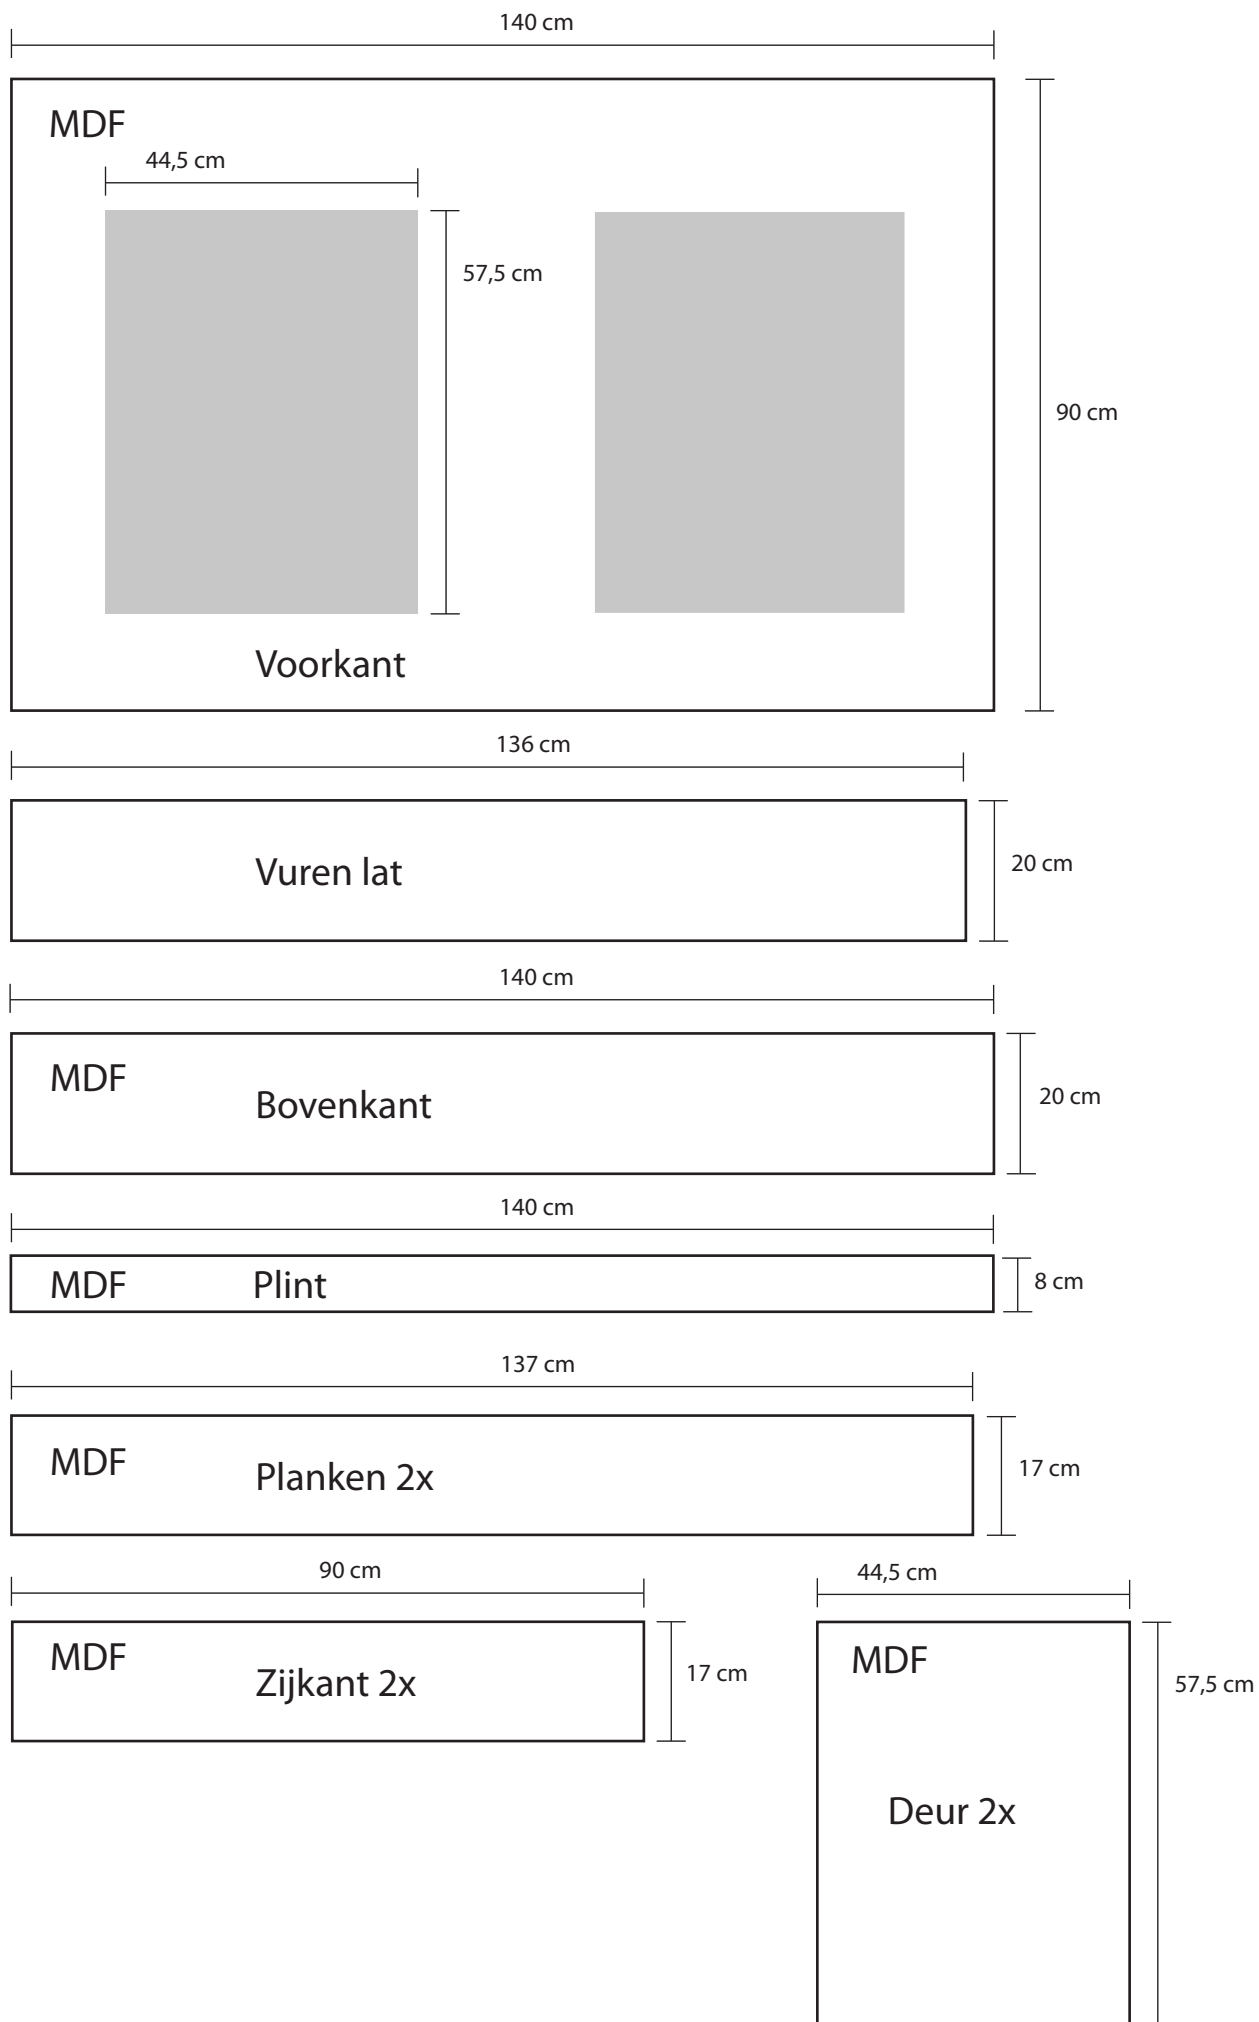 140 cm
MDF
44,5 cm
57,5 cm
90 cm
Voorkant
136 cm
Vuren lat
20 cm
140 cm
MDF
Bovenkant
20 cm
140 cm
MDF Plint
8 cm
137 cm
MDF
Planken 2x
17 cm
90 cm
MDF
Zijkant 2x
17 cm
44,5 cm
MDF
57,5 cm
Deur 2x